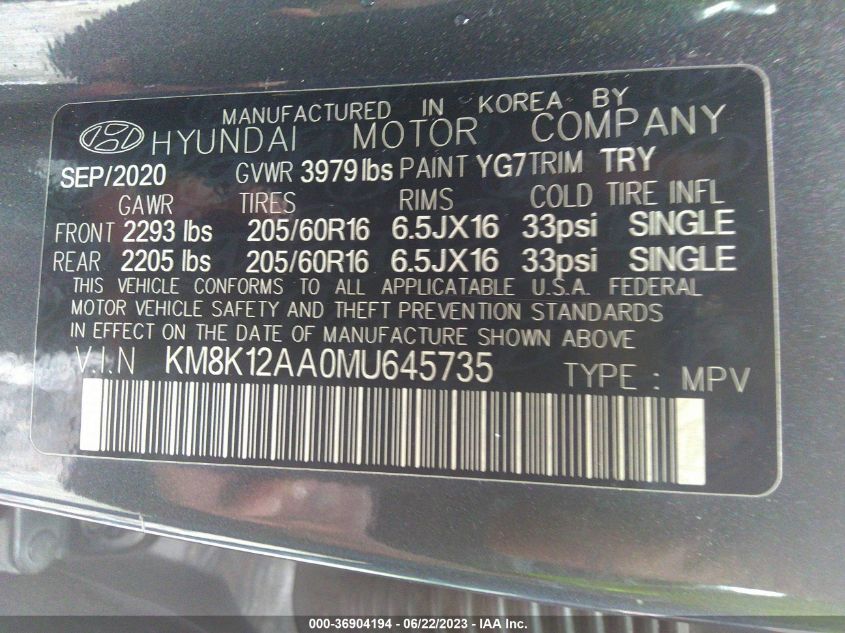 MANUFACTURED IN KOREA BY
HYUNDAI MOTOR COMPANY
SEP/2020 GVWR 3979lbs PAINT YG7 TRIM TRY
GAWR TIRES RIMS COLD TIRE INFL
FRONT 2293 lbs 205/60R16 6.5JX16 33psi SINGLE
REAR 2205 lbs 205/60R16 6.5JX16 33psi SINGLE
THIS VEHICLE CONFORMS TO ALL APPLICATABLE U.S.A. FEDERAL
MOTOR VEHICLE SAFETY AND THEFT PREVENTION STANDARDS
IN EFFECT ON THE DATE OF MANUFACTURE SHOWN ABOVE
V.I.N KM8K12AA0MU645735 TYPE : MPV
000-36904194 - 06/22/2023 - IAA Inc.